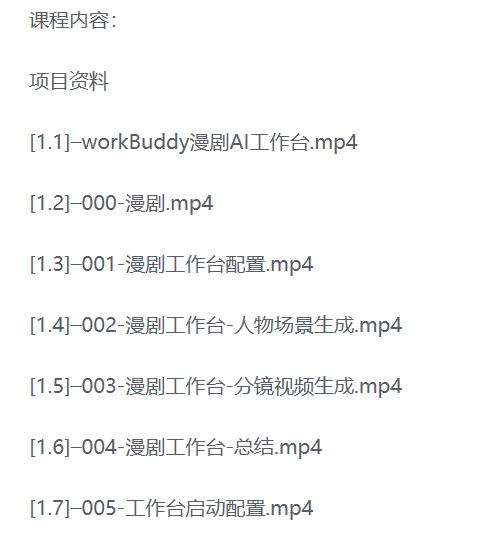 课程内容：
项目资料
[1.1]–workBuddy漫剧AI工作台.mp4
[1.2]–000-漫剧.mp4
[1.3]–001-漫剧工作台配置.mp4
[1.4]–002-漫剧工作台-人物场景生成.mp4
[1.5]–003-漫剧工作台-分镜视频生成.mp4
[1.6]–004-漫剧工作台-总结.mp4
[1.7]–005-工作台启动配置.mp4